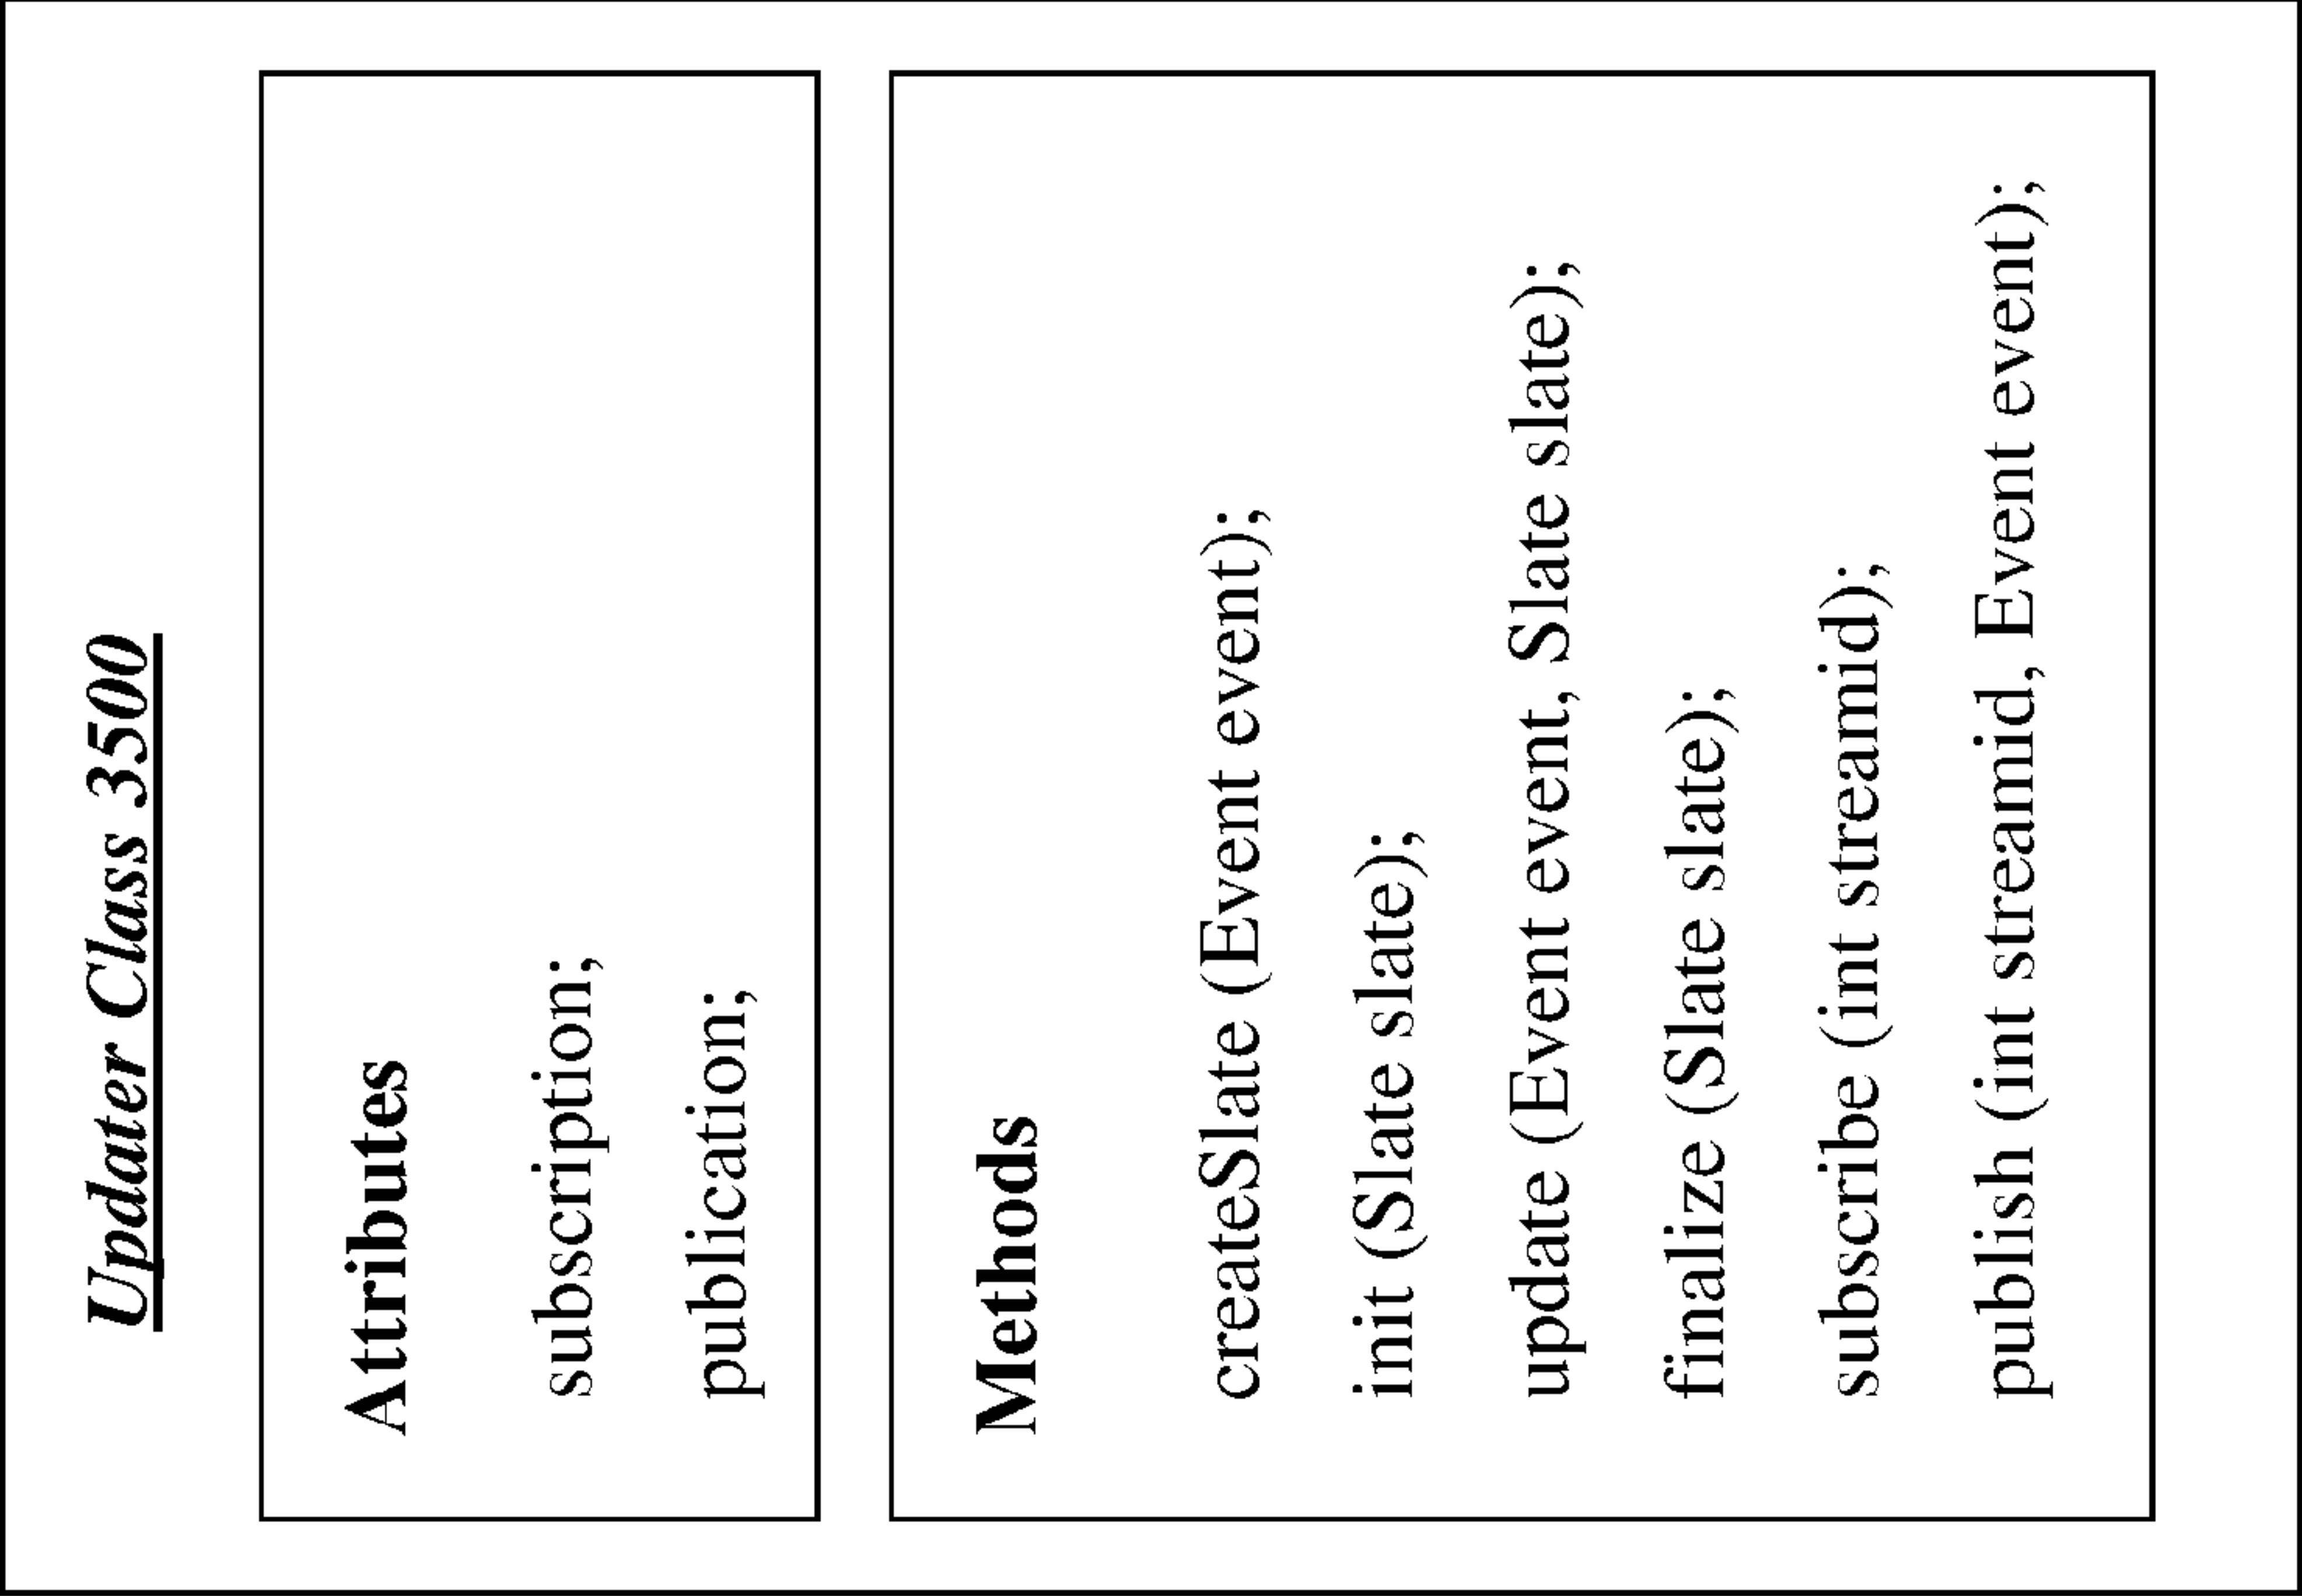 Updater Class 3500
Attributes
subscription;
publication;
Methods
createSlate (Event event);
init (Slate slate);
update (Event event, Slate slate);
finalize (Slate slate);
subscribe (int streamid);
publish (int streamid, Event event);